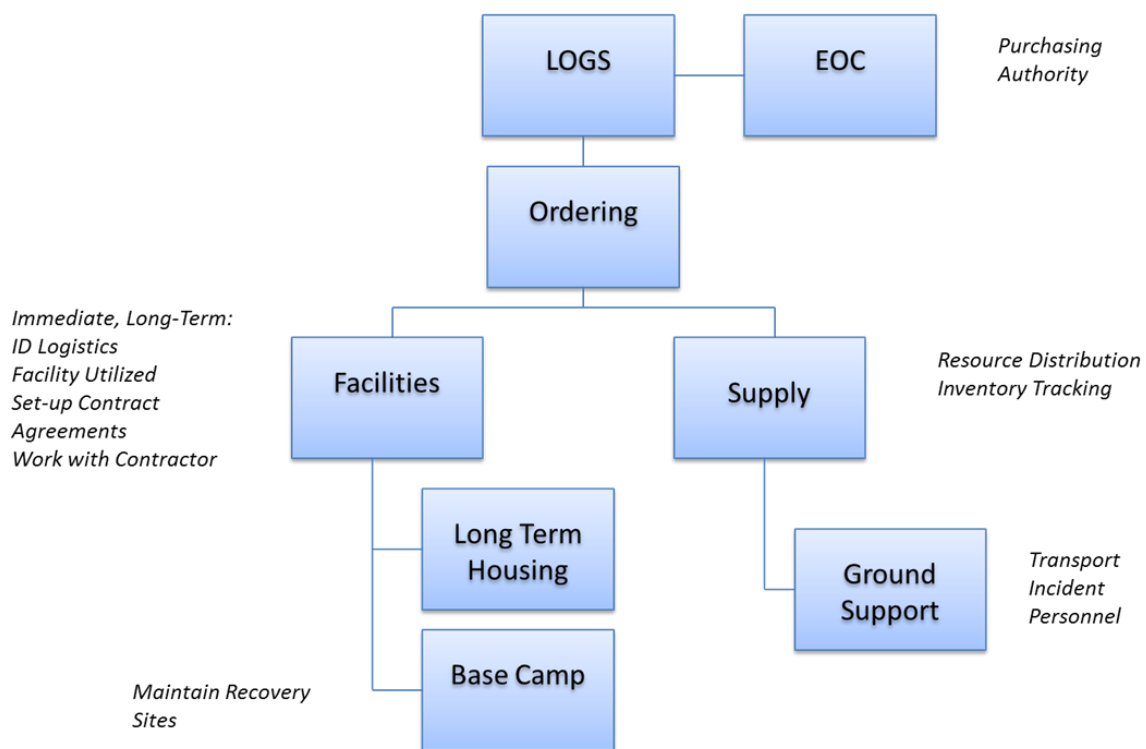 LOGS
EOC
Purchasing
Authority
Ordering
Immediate, Long-Term:
ID Logistics
Facility Utilized
Set-up Contract
Agreements
Work with Contractor
Facilities
Supply
Resource Distribution
Inventory Tracking
Long Term
Housing
Ground
Support
Transport
Incident
Personnel
Base Camp
Maintain Recovery
Sites